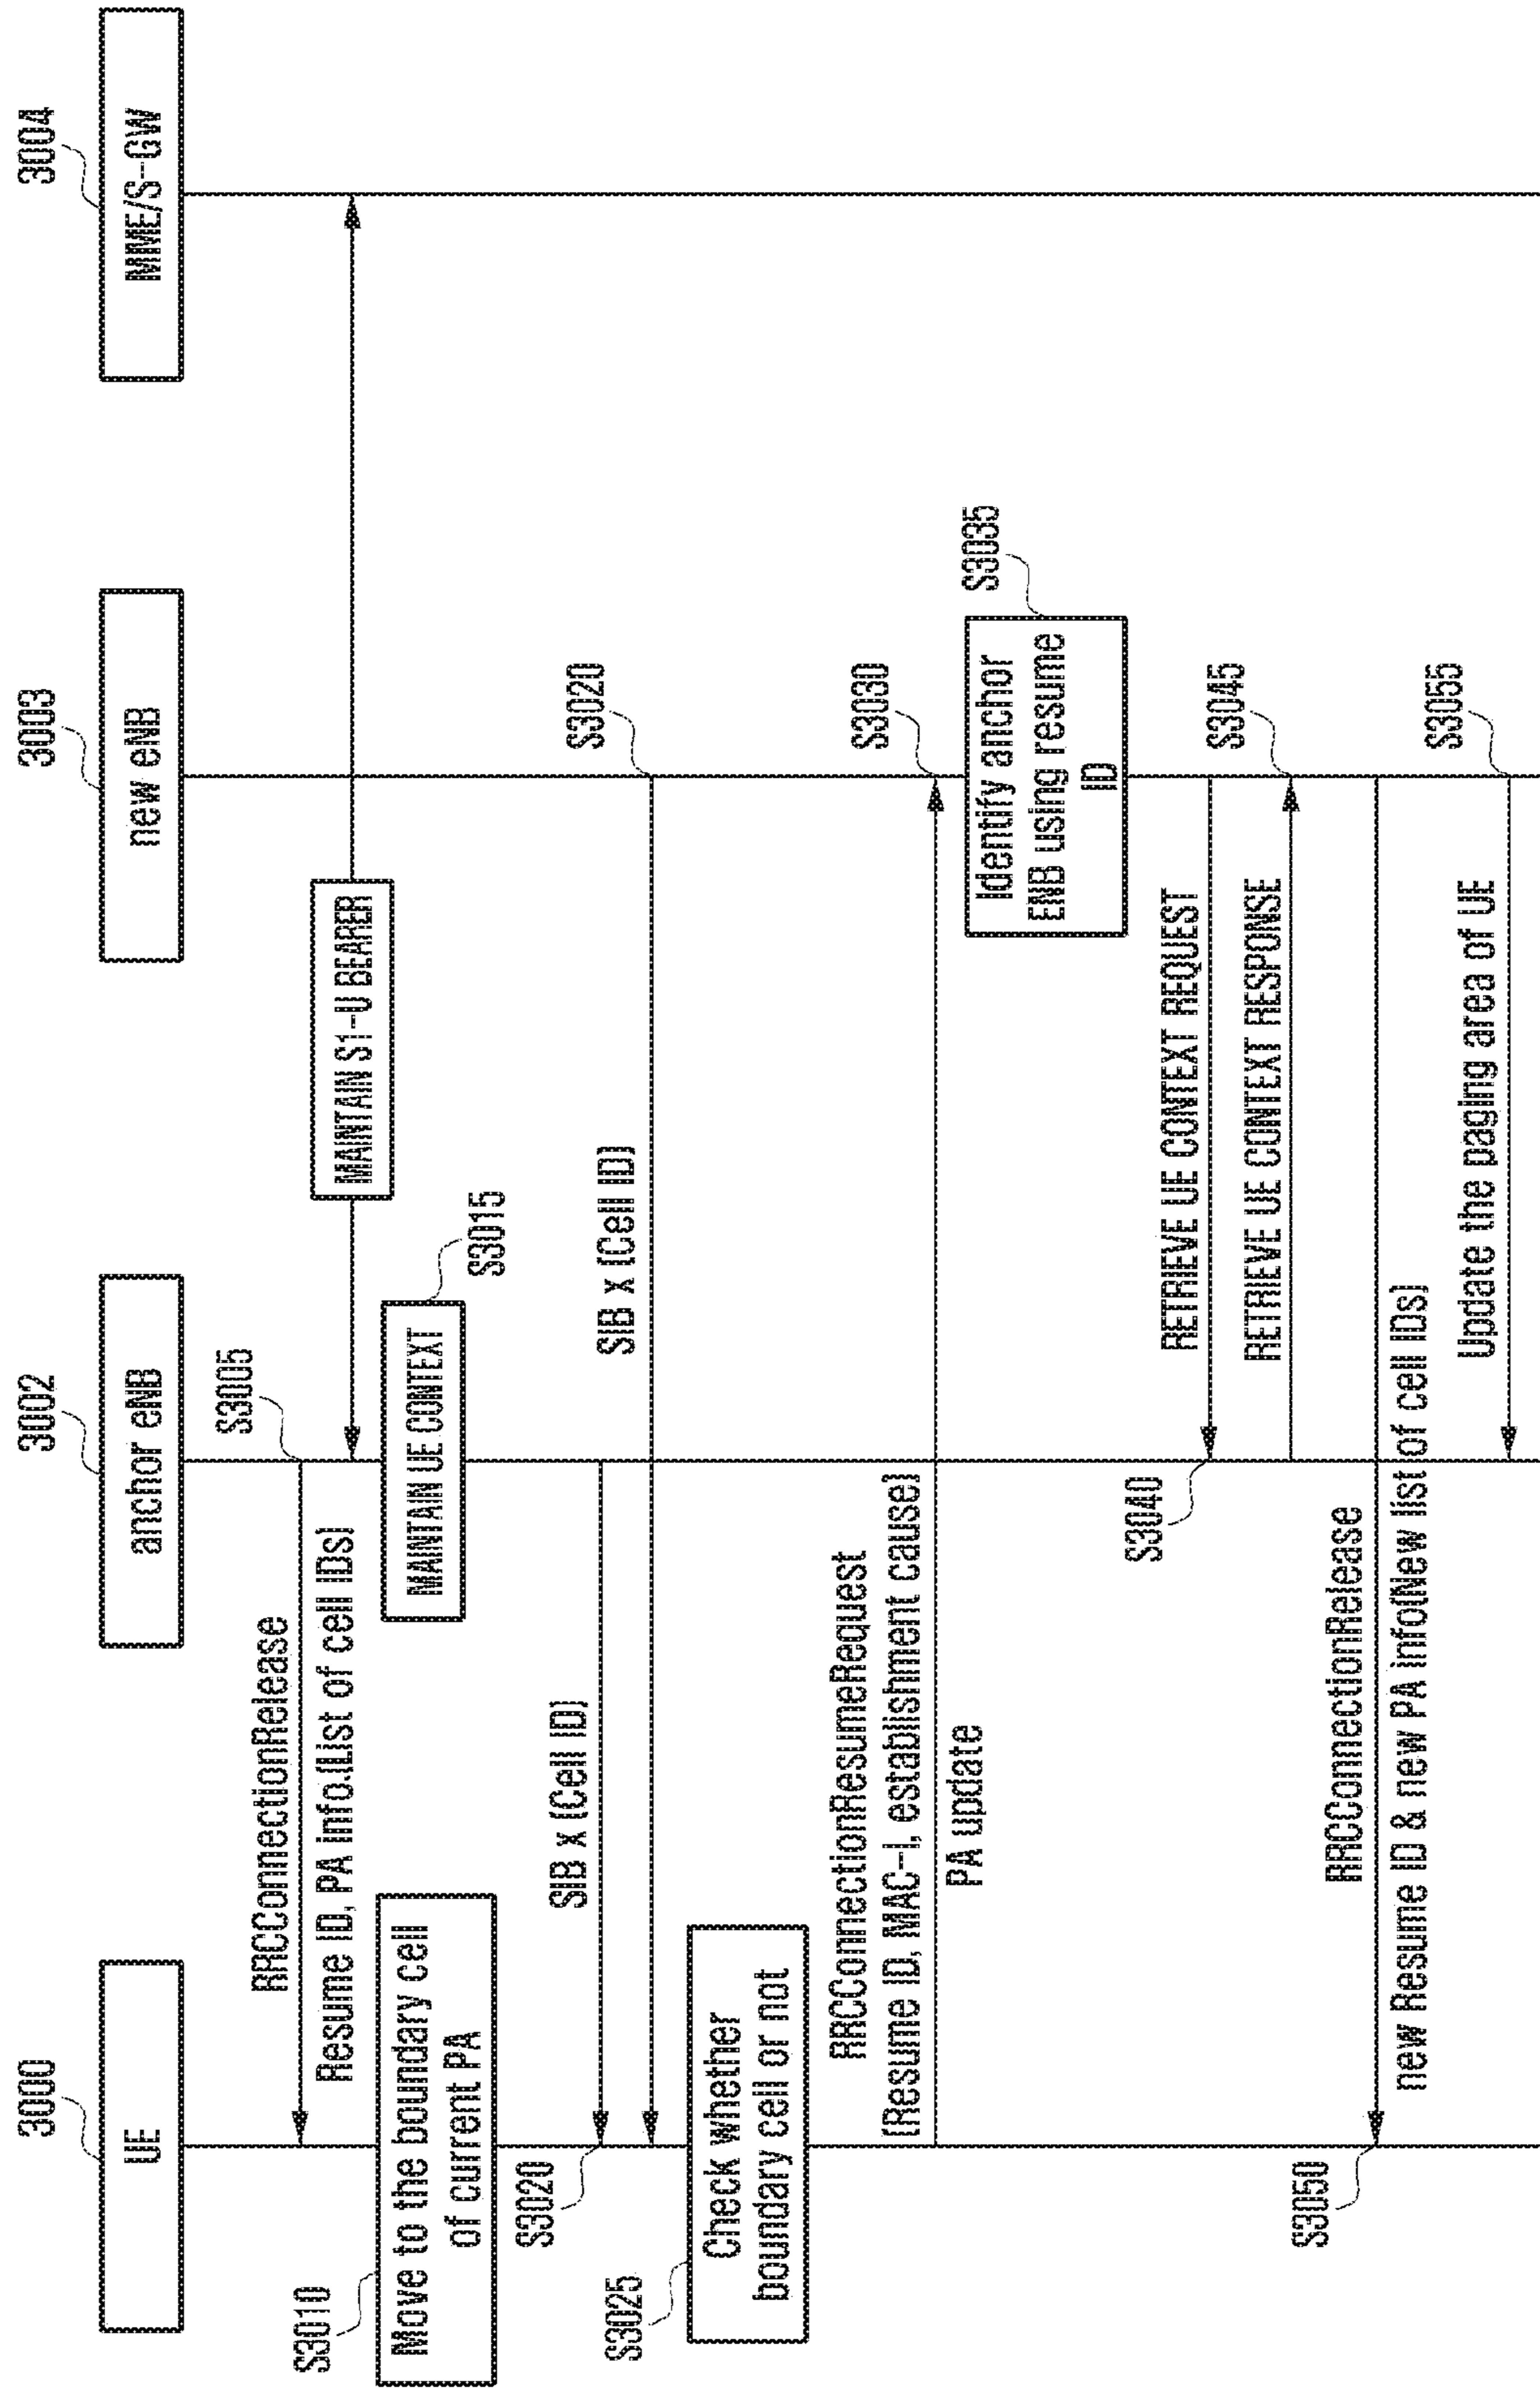 3000
UE
3002
anchor eNB
3003
new eNB
3004
MME/S-GW
S3005
RRCConnectionRelease
Resume ID, PA info.(List of cell IDs)
MAINTAIN S1-U BEARER
S3010
Move to the boundary cell
of current PA
MAINTAIN UE CONTEXT
S3015
SIB x (Cell ID)
S3020
SIB x (Cell ID)
S3020
S3025
Check whether
boundary cell or not
RRCConnectionResumeRequest
(Resume ID, MAC-I, establishment cause)
PA update
S3030
Identify anchor
ENB using resume
ID
S3035
RETRIEVE UE CONTEXT REQUEST
S3040
RETRIEVE UE CONTEXT RESPONSE
S3045
RRCConnectionRelease
S3050
new Resume ID & new PA info(New list of cell IDs)
Update the paging area of UE
S3055